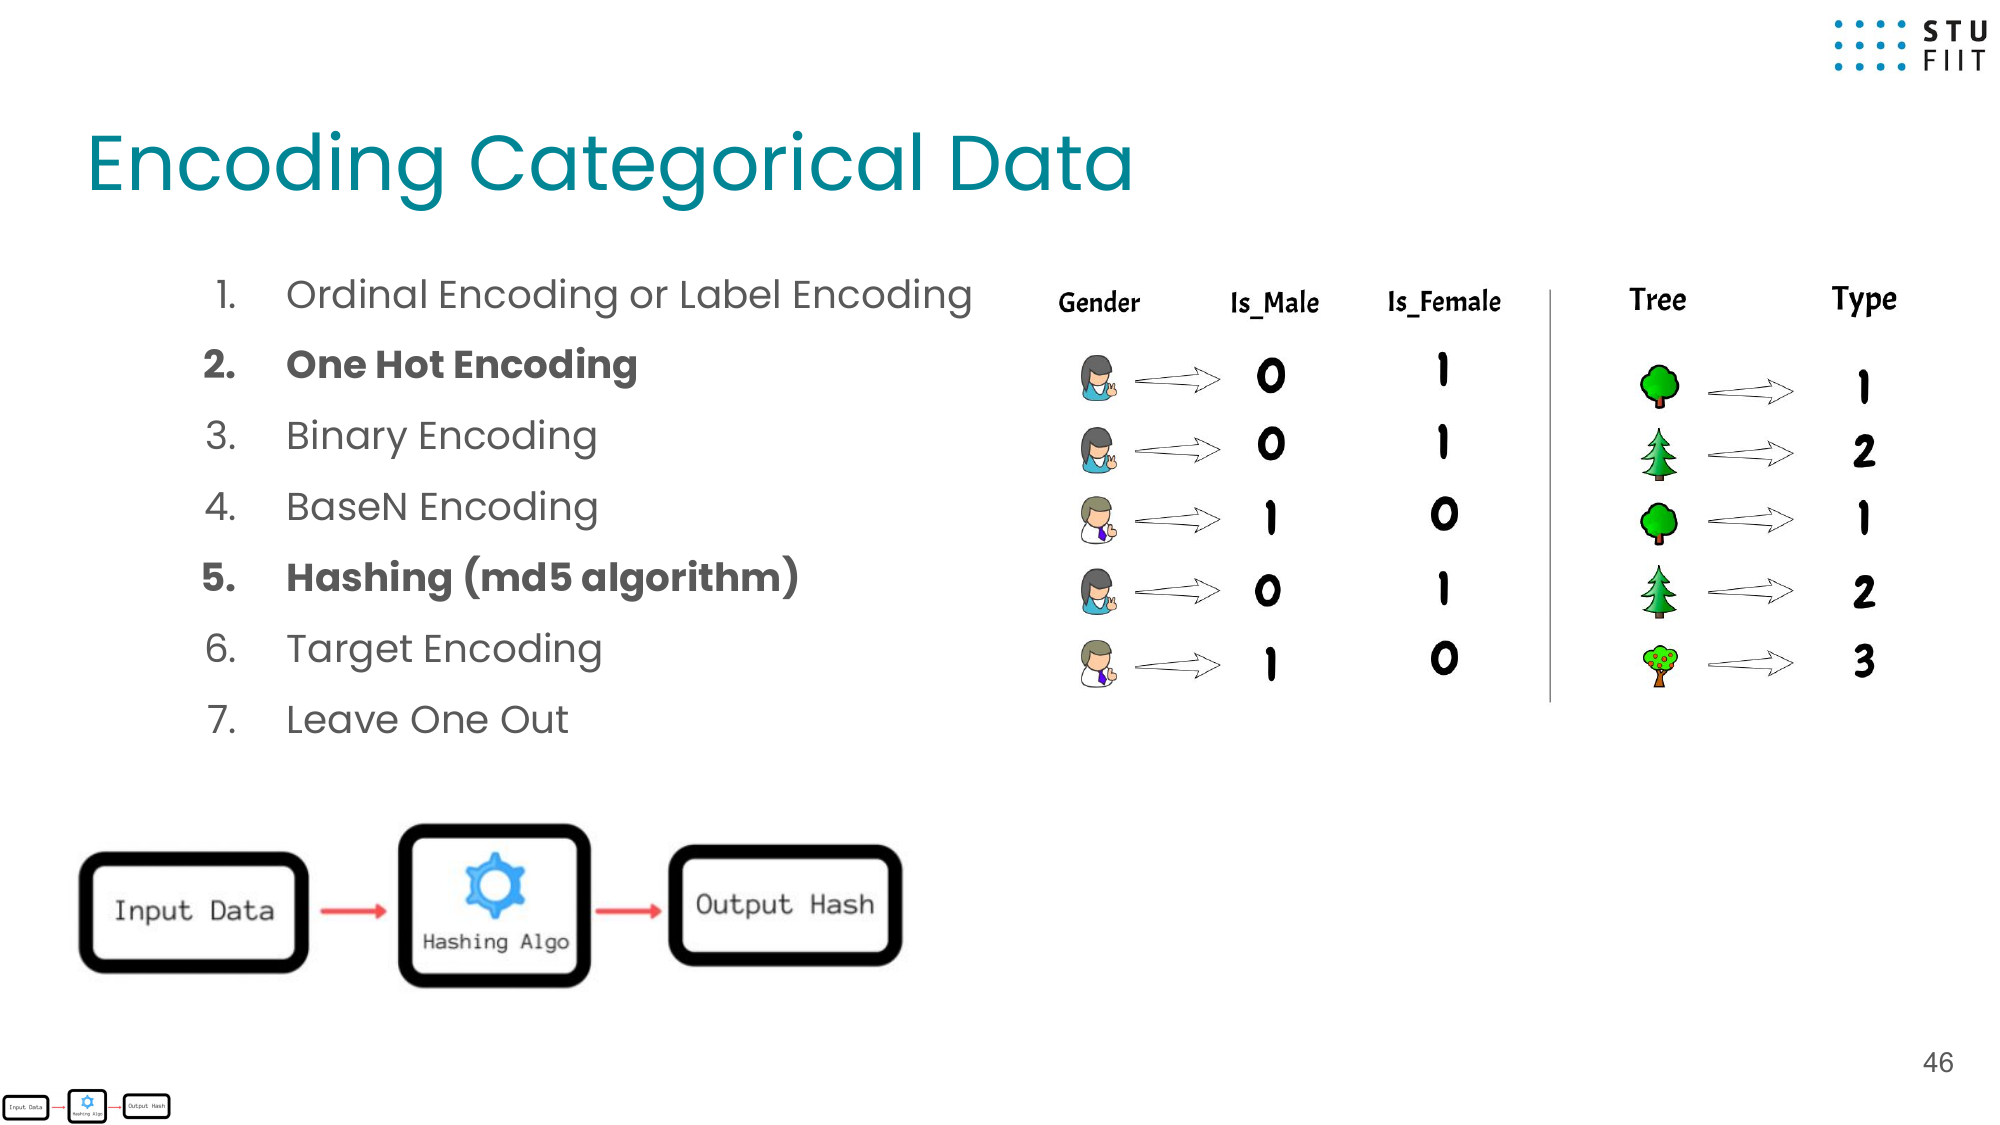 STU
FIIT
Encoding Categorical Data
1. Ordinal Encoding or Label Encoding
2. One Hot Encoding
3. Binary Encoding
4. BaseN Encoding
5. Hashing (md5 algorithm)
6. Target Encoding
7. Leave One Out
Gender Is_Male Is_Female
0 1
0 1
1 0
0 1
1 0
Tree Type
1
2
1
2
3
Input Data
Hashing Algo
Output Hash
46
Input Data
Hashing Algo
Output Hash